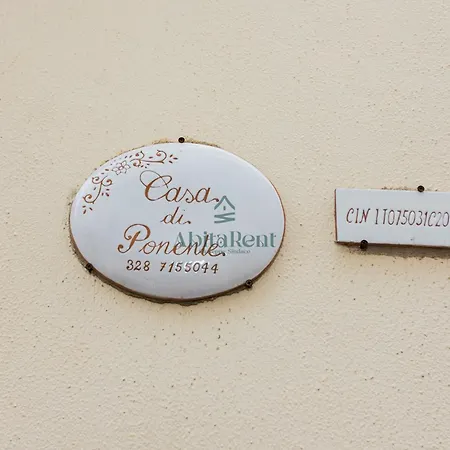 Casa
di
Ponente
328 7155044
AbitaRent
CIN IT075031C20